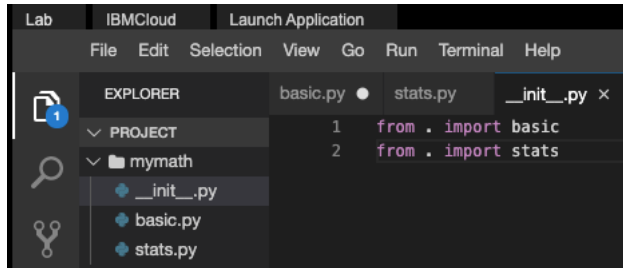 Lab IBMCloud Launch Application
File Edit Selection View Go Run Terminal Help
EXPLORER basic.py stats.py __init__.py ×
1
PROJECT
1 from . import basic
mymath
2 from . import stats
__init__.py
basic.py
stats.py